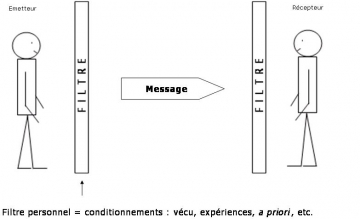 Emetteur
Récepteur
FILTRE
Message
FILTRE
Filtre personnel = conditionnements : vécu, expériences, a priori, etc.